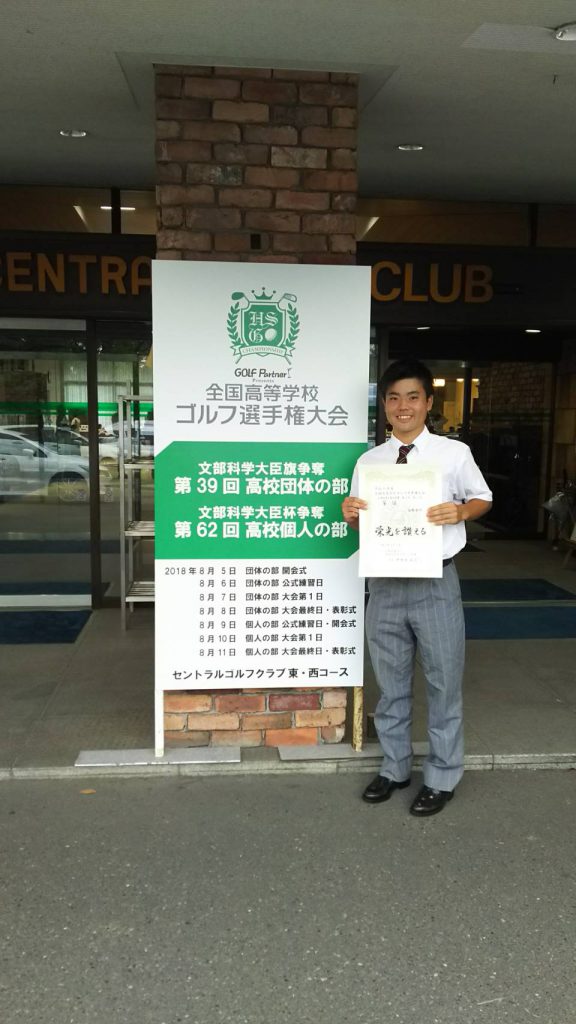 CENTRA
CLUB
HS
GO
CHAMPIONSHIP
GOLF Partner
Presents
全国高等学校
ゴルフ選手権大会
文部科学大臣旗争奪
第 39 回 高校団体の部
文部科学大臣杯争奪
第 62 回 高校個人の部
2018年 8月 5日 団体の部 開会式
8月 6日 団体の部 公式練習日
8月 7日 団体の部 大会第1日
8月 8日 団体の部 大会最終日・表彰式
8月 9日 個人の部 公式練習日・開会式
8月 10日 個人の部 大会第1日
8月 11日 個人の部 大会最終日・表彰式
セントラルゴルフクラブ 東・西コース
栄光を讃える